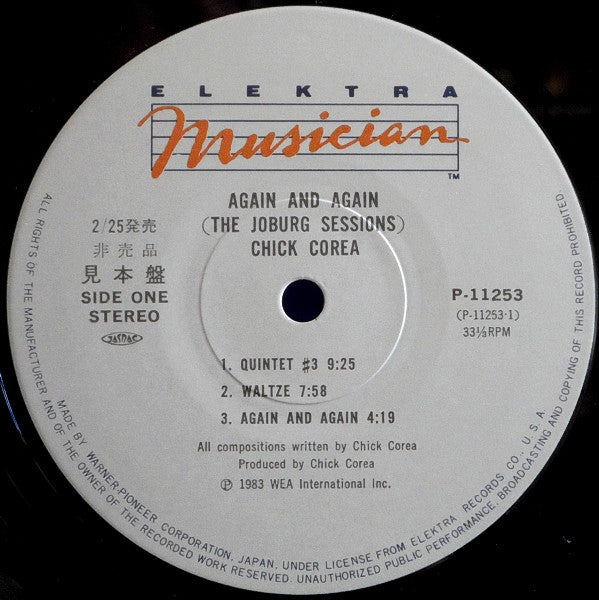 ELEKTRA
Musician
TM
AGAIN AND AGAIN
(THE JOBURG SESSIONS)
CHICK COREA
2/25発売
非売品
見本盤
SIDE ONE
STEREO
JASRAC
P-11253
(P-11253-1)
33⅓RPM
1. QUINTET #3 9:25
2. WALTZE 7:58
3. AGAIN AND AGAIN 4:19
All compositions written by Chick Corea
Produced by Chick Corea
Ⓟ 1983 WEA International Inc.
MADE BY WARNER-PIONEER CORPORATION, JAPAN, UNDER LICENSE FROM ELEKTRA RECORDS CO., U.S.A.
ALL RIGHTS OF THE MANUFACTURER AND OF THE OWNER OF THE RECORDED WORK RESERVED. UNAUTHORIZED PUBLIC PERFORMANCE, BROADCASTING AND COPYING OF THIS RECORD PROHIBITED.